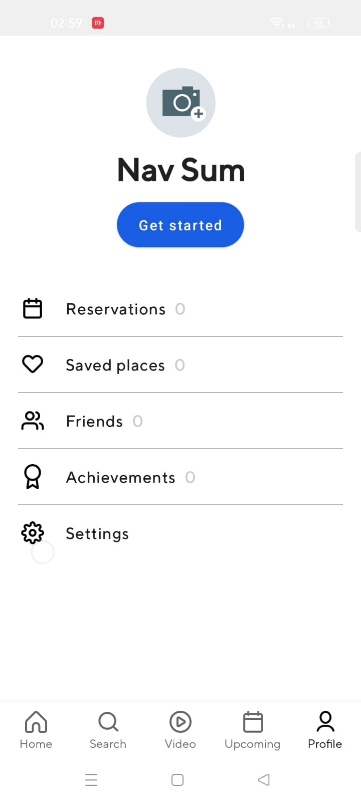 02:59
Nav Sum
Get started
Reservations 0
Saved places 0
Friends 0
Achievements 0
Settings
Home Search Video Upcoming Profile